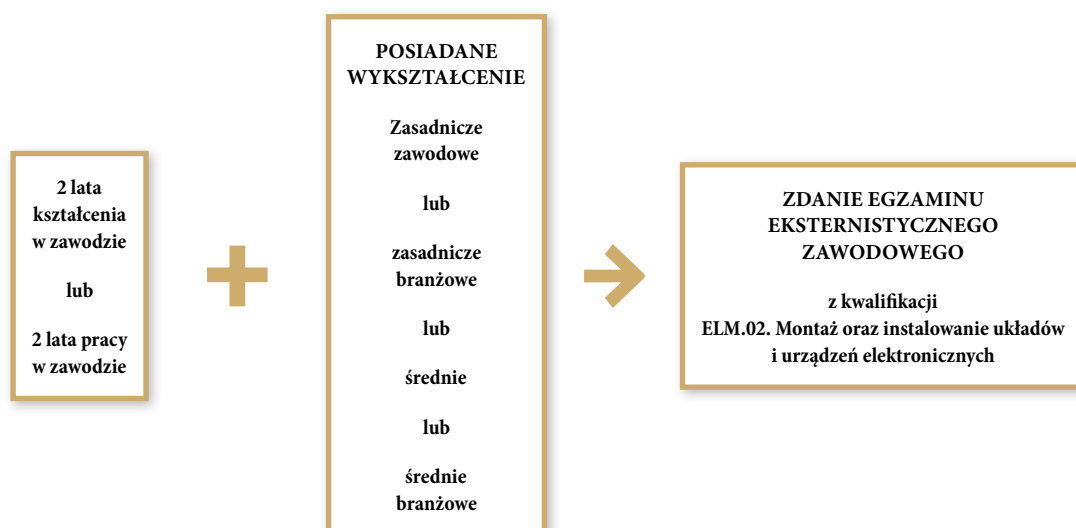 2 lata
kształcenia
w zawodzie
lub
2 lata pracy
w zawodzie
POSIADANE
WYKSZTAŁCENIE
Zasadnicze
zawodowe
lub
zasadnicze
branżowe
lub
średnie
lub
średnie
branżowe
ZDANIE EGZAMINU
EKSTERNISTYCZNEGO
ZAWODOWEGO
z kwalifikacji
ELM.02. Montaż oraz instalowanie układów
i urządzeń elektronicznych